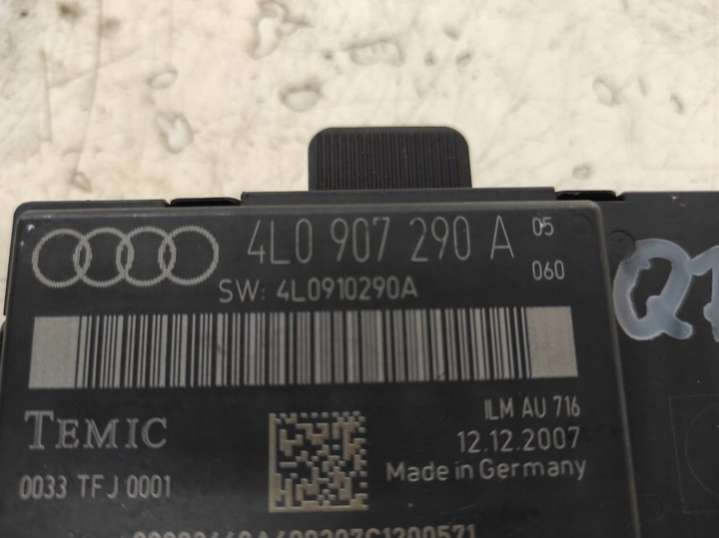 4L0 907 290 A 05
060
SW: 4L0910290A
TEMIC
ILM AU 716
12.12.2007
Made in Germany
0033 TFJ 0001